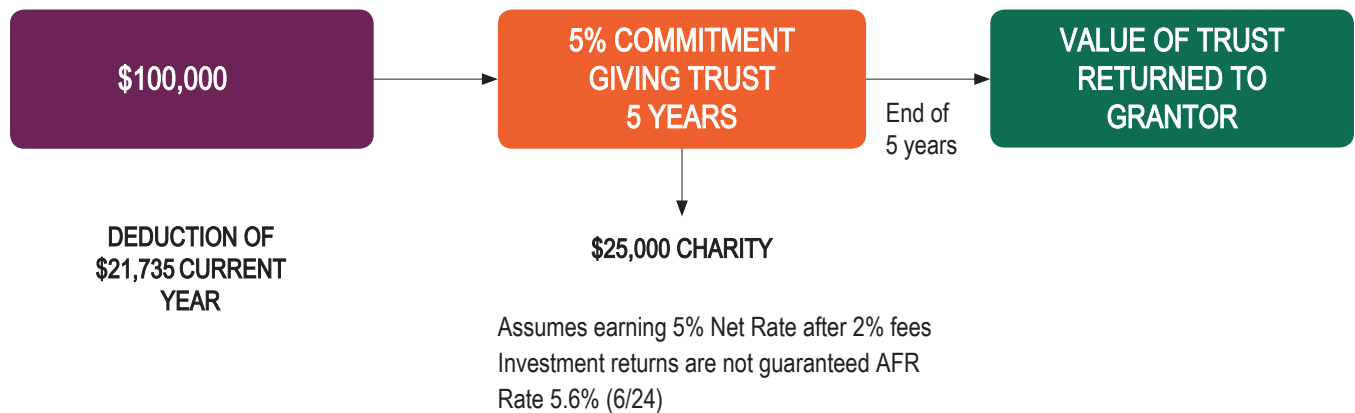 $100,000
5% COMMITMENT
GIVING TRUST
5 YEARS
End of
5 years
VALUE OF TRUST
RETURNED TO
GRANTOR
DEDUCTION OF
$21,735 CURRENT
YEAR
$25,000 CHARITY
Assumes earning 5% Net Rate after 2% fees
Investment returns are not guaranteed AFR
Rate 5.6% (6/24)